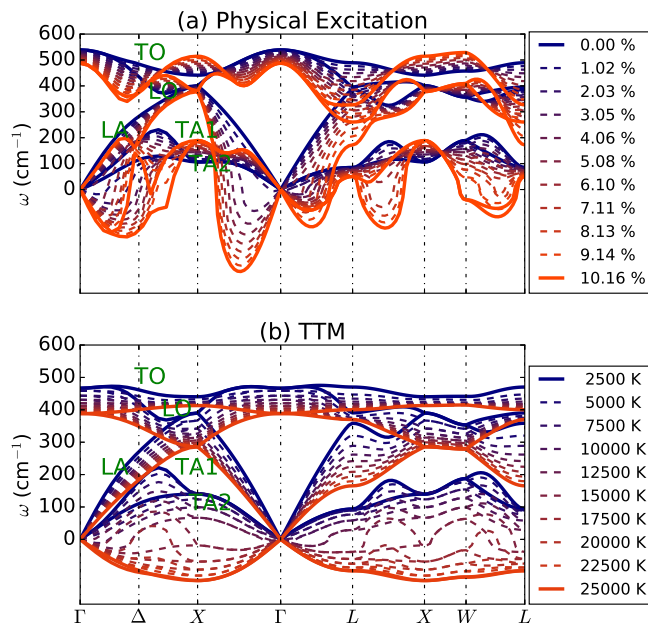 (a) Physical Excitation
ω (cm⁻¹)
600
500
400
300
200
100
0
TO
LO
LA
TA1
TA2
0.00 %
1.02 %
2.03 %
3.05 %
4.06 %
5.08 %
6.10 %
7.11 %
8.13 %
9.14 %
10.16 %
(b) TTM
ω (cm⁻¹)
600
500
400
300
200
100
0
TO
LO
LA
TA1
TA2
2500 K
5000 K
7500 K
10000 K
12500 K
15000 K
17500 K
20000 K
22500 K
25000 K
Γ Δ X Γ L X W L